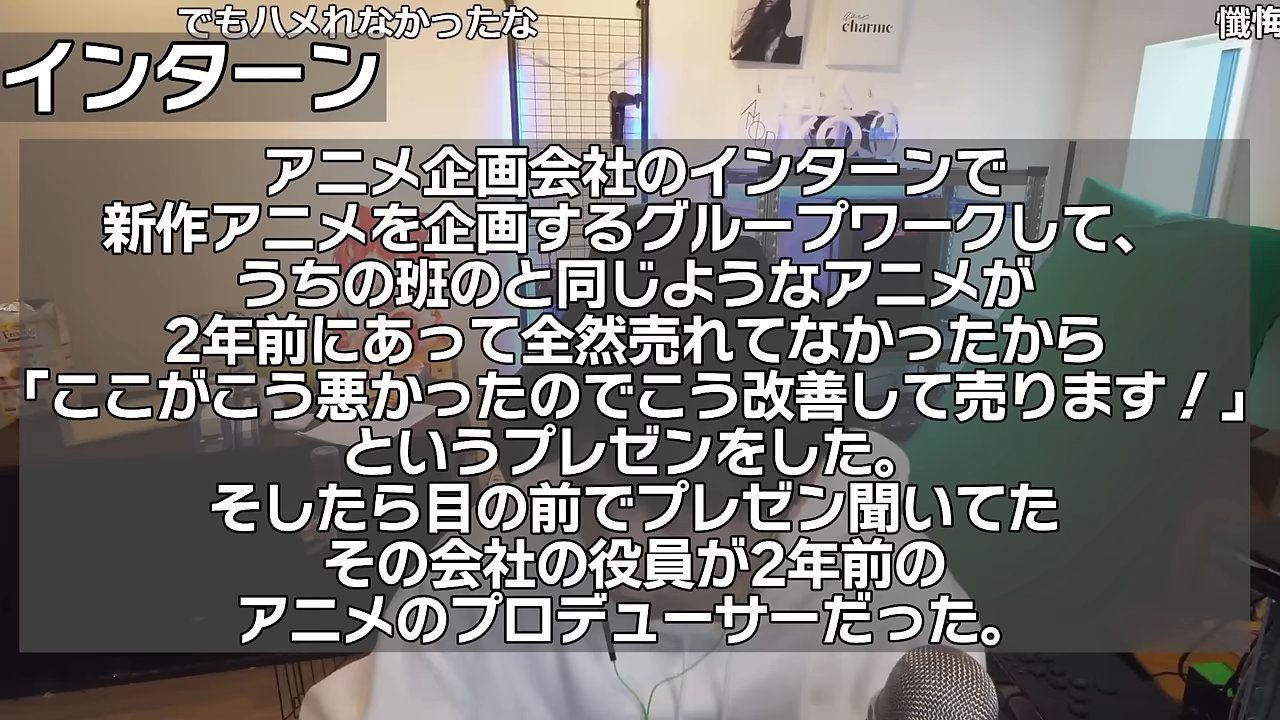 でもハメれなかったな
懺悔
インターン
charme
アニメ企画会社のインターンで
新作アニメを企画するグループワークして、
うちの班のと同じようなアニメが
2年前にあって全然売れてなかったから
「ここがこう悪かったのでこう改善して売ります！」
というプレゼンをした。
そしたら目の前でプレゼン聞いてた
その会社の役員が2年前の
アニメのプロデューサーだった。